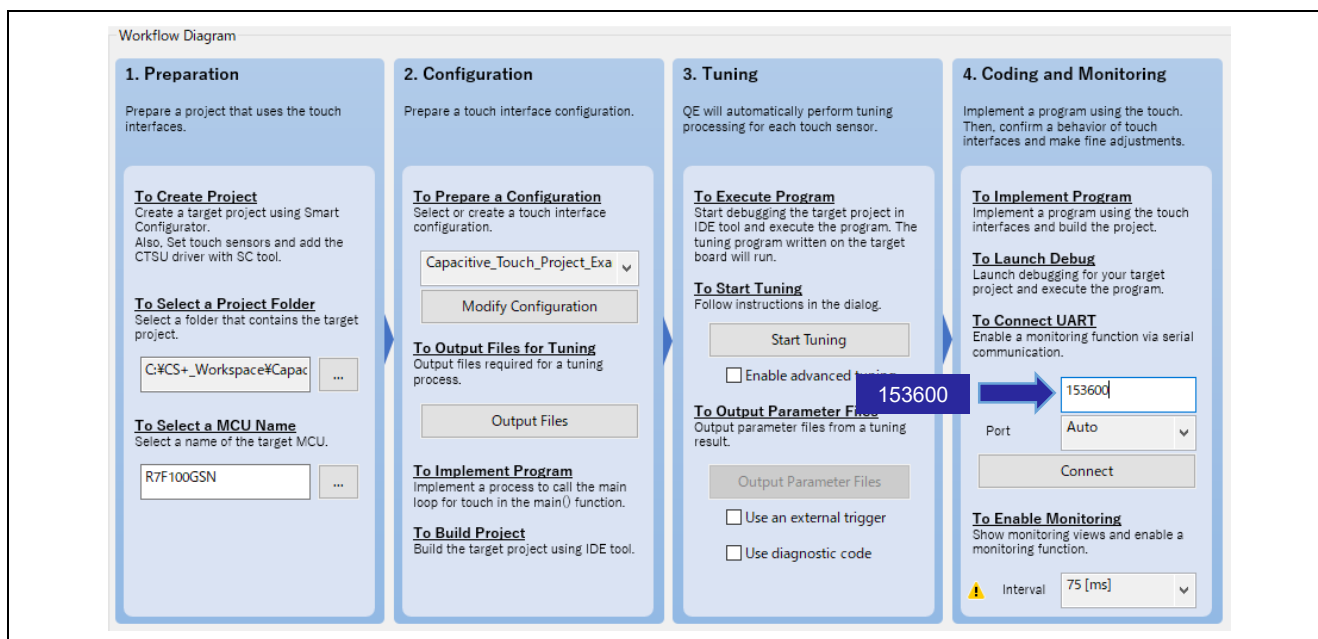 Workflow Diagram
1. Preparation
Prepare a project that uses the touch
interfaces.
To Create Project
Create a target project using Smart
Configurator.
Also, Set touch sensors and add the
CTSU driver with SC tool.
To Select a Project Folder
Select a folder that contains the target
project.
C:¥CS+_Workspace¥Capac
...
To Select a MCU Name
Select a name of the target MCU.
R7F100GSN
...
2. Configuration
Prepare a touch interface configuration.
To Prepare a Configuration
Select or create a touch interface
configuration.
Capacitive_Touch_Project_Exa
Modify Configuration
To Output Files for Tuning
Output files required for a tuning
process.
Output Files
To Implement Program
Implement a process to call the main
loop for touch in the main() function.
To Build Project
Build the target project using IDE tool.
3. Tuning
QE will automatically perform tuning
processing for each touch sensor.
To Execute Program
Start debugging the target project in
IDE tool and execute the program. The
tuning program written on the target
board will run.
To Start Tuning
Follow instructions in the dialog.
Start Tuning
Enable advanced tuning
153600
To Output Parameter Files
Output parameter files from a tuning
result.
Output Parameter Files
Use an external trigger
Use diagnostic code
4. Coding and Monitoring
Implement a program using the touch.
Then, confirm a behavior of touch
interfaces and make fine adjustments.
To Implement Program
Implement a program using the touch
interfaces and build the project.
To Launch Debug
Launch debugging for your target
project and execute the program.
To Connect UART
Enable a monitoring function via serial
communication.
153600
Port Auto
Connect
To Enable Monitoring
Show monitoring views and enable a
monitoring function.
Interval 75 [ms]